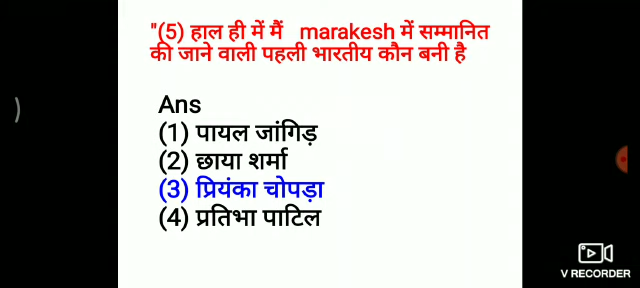 "(5) हाल ही में मैं marakesh में सम्मानित
की जाने वाली पहली भारतीय कौन बनी है
Ans
(1) पायल जांगिड़
(2) छाया शर्मा
(3) प्रियंका चोपड़ा
(4) प्रतिभा पाटिल
V RECORDER